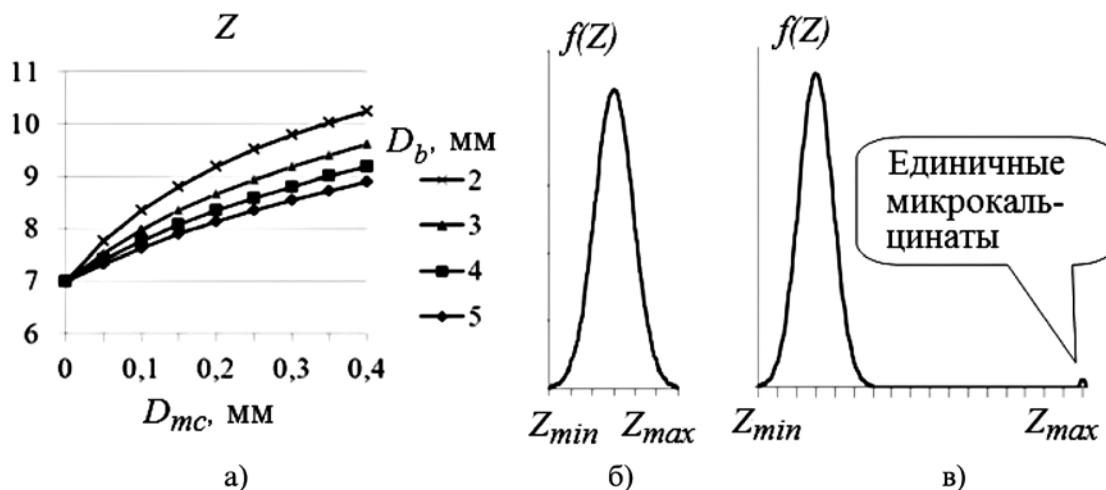 Z
11
10
9
8
7
6
0
0,1
0,2
0,3
0,4
D_mc, мм
D_b, мм
2
3
4
5
а)
f(Z)
Z_min
Z_max
б)
f(Z)
Единичные
микрокаль-
цинаты
Z_min
Z_max
в)